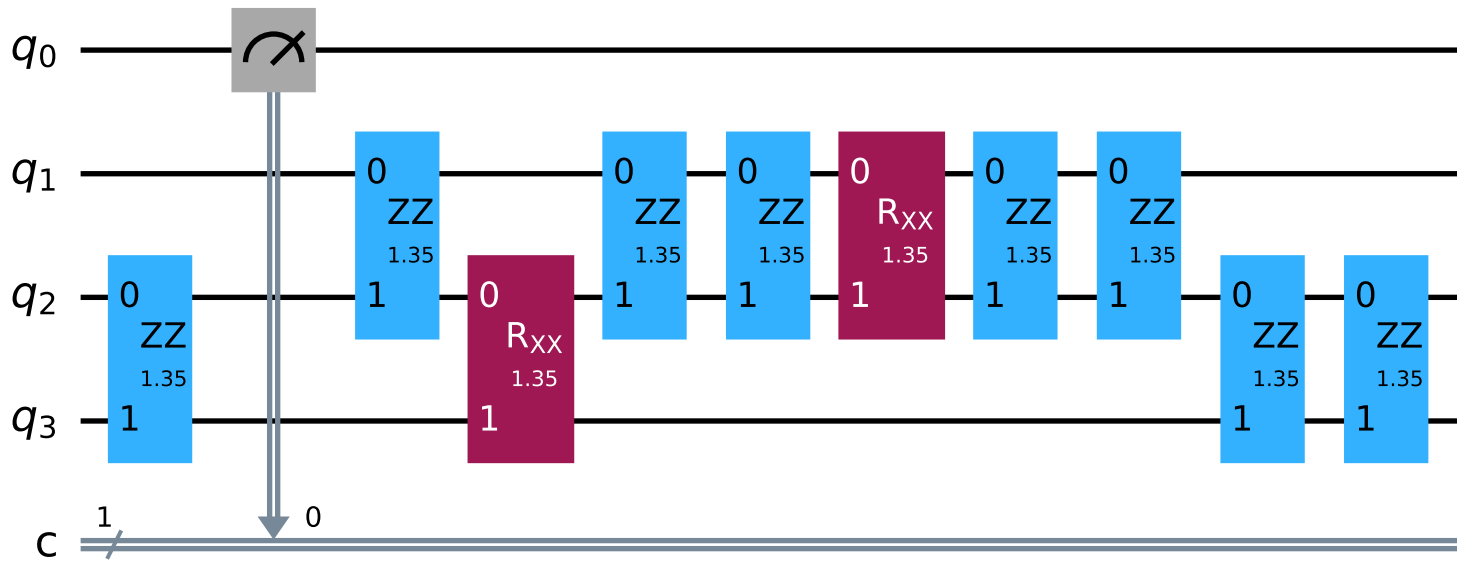 q0
0 0 0 0 0 0
q1
ZZ ZZ ZZ RXX ZZ ZZ
1.35 1.35 1.35 1.35 1.35 1.35
0 1 0 1 1 1 1 1 0 0
q2
ZZ RXX ZZ ZZ
1.35 1.35 1.35 1.35
1 1 1 1
q3
1 0
c